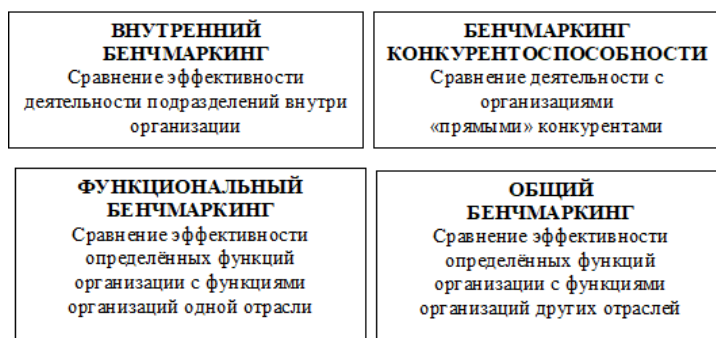 ВНУТРЕННИЙ
БЕНЧМАРКИНГ
Сравнение эффективности
деятельности подразделений внутри
организации
БЕНЧМАРКИНГ
КОНКУРЕНТОСПОСОБНОСТИ
Сравнение деятельности с
организациями
«прямыми» конкурентами
ФУНКЦИОНАЛЬНЫЙ
БЕНЧМАРКИНГ
Сравнение эффективности
определённых функций
организации с функциями
организаций одной отрасли
ОБЩИЙ
БЕНЧМАРКИНГ
Сравнение эффективности
определённых функций
организации с функциями
организаций других отраслей